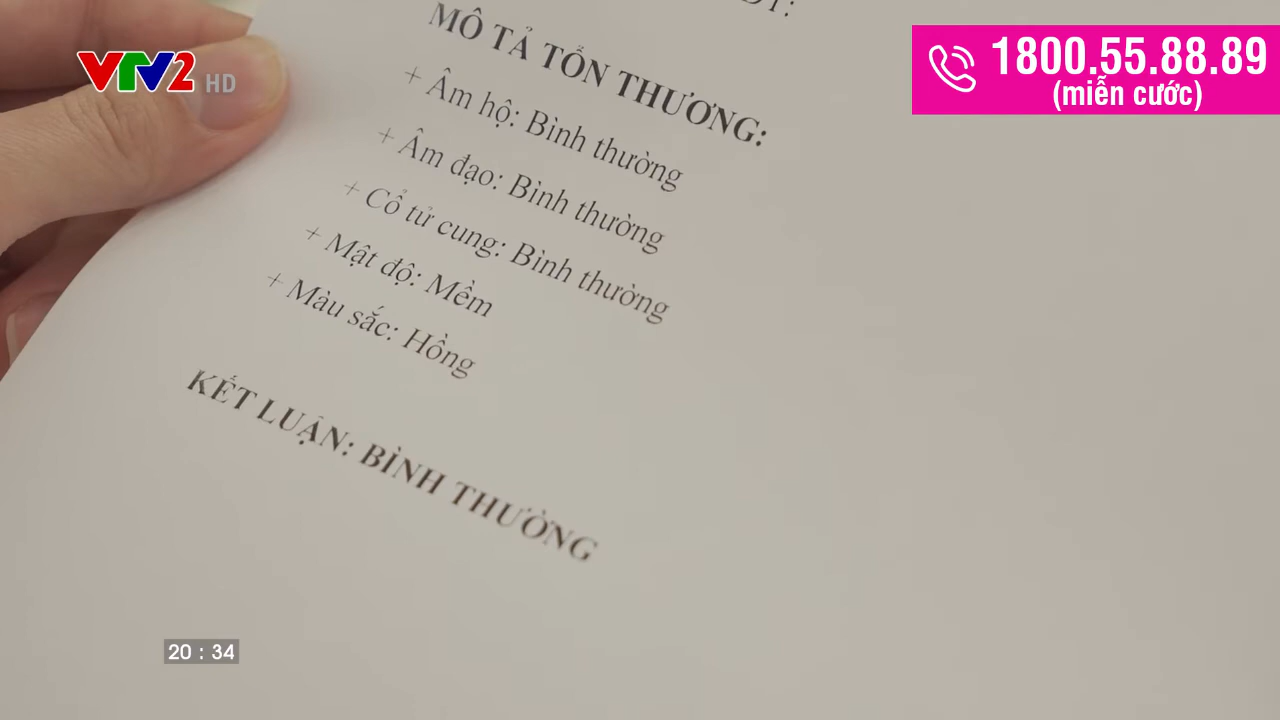 VTV2 HD
1800.55.88.89
(miễn cước)
MÔ TẢ TỔN THƯƠNG:
+ Âm hộ: Bình thường
+ Âm đạo: Bình thường
+ Cổ tử cung: Bình thường
+ Mật độ: Mềm
+ Màu sắc: Hồng
KẾT LUẬN: BÌNH THƯỜNG
20 : 34